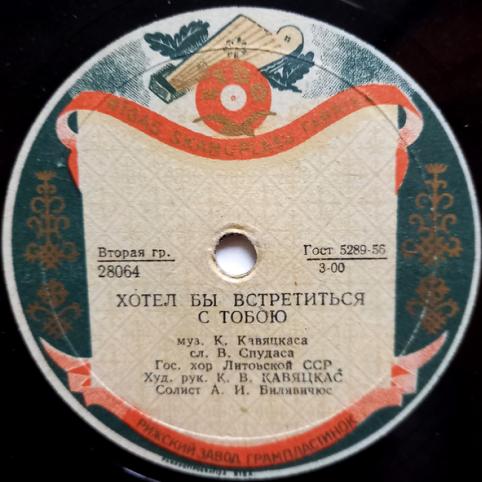 RĪGAS SKAŅUPLAŠU FABRIKA
Вторая гр.
28064
Гост 5289-56
3-00
ХОТЕЛ БЫ ВСТРЕТИТЬСЯ
С ТОБОЮ
муз. К. Кавяцкаса
сл. В. Спудаса
Гос. хор Литовской ССР
Худ. рук. К. В. КАВЯЦКАС
Солист А. И. Билявичюс
РИЖСКИЙ ЗАВОД ГРАМПЛАСТИНОК